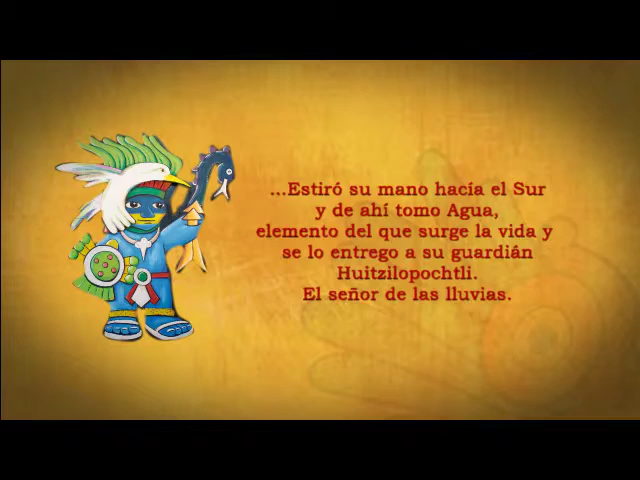 ...Estiró su mano hacía el Sur
y de ahí tomo Agua,
elemento del que surge la vida y
se lo entrego a su guardián
Huitzilopochtli.
El señor de las lluvias.